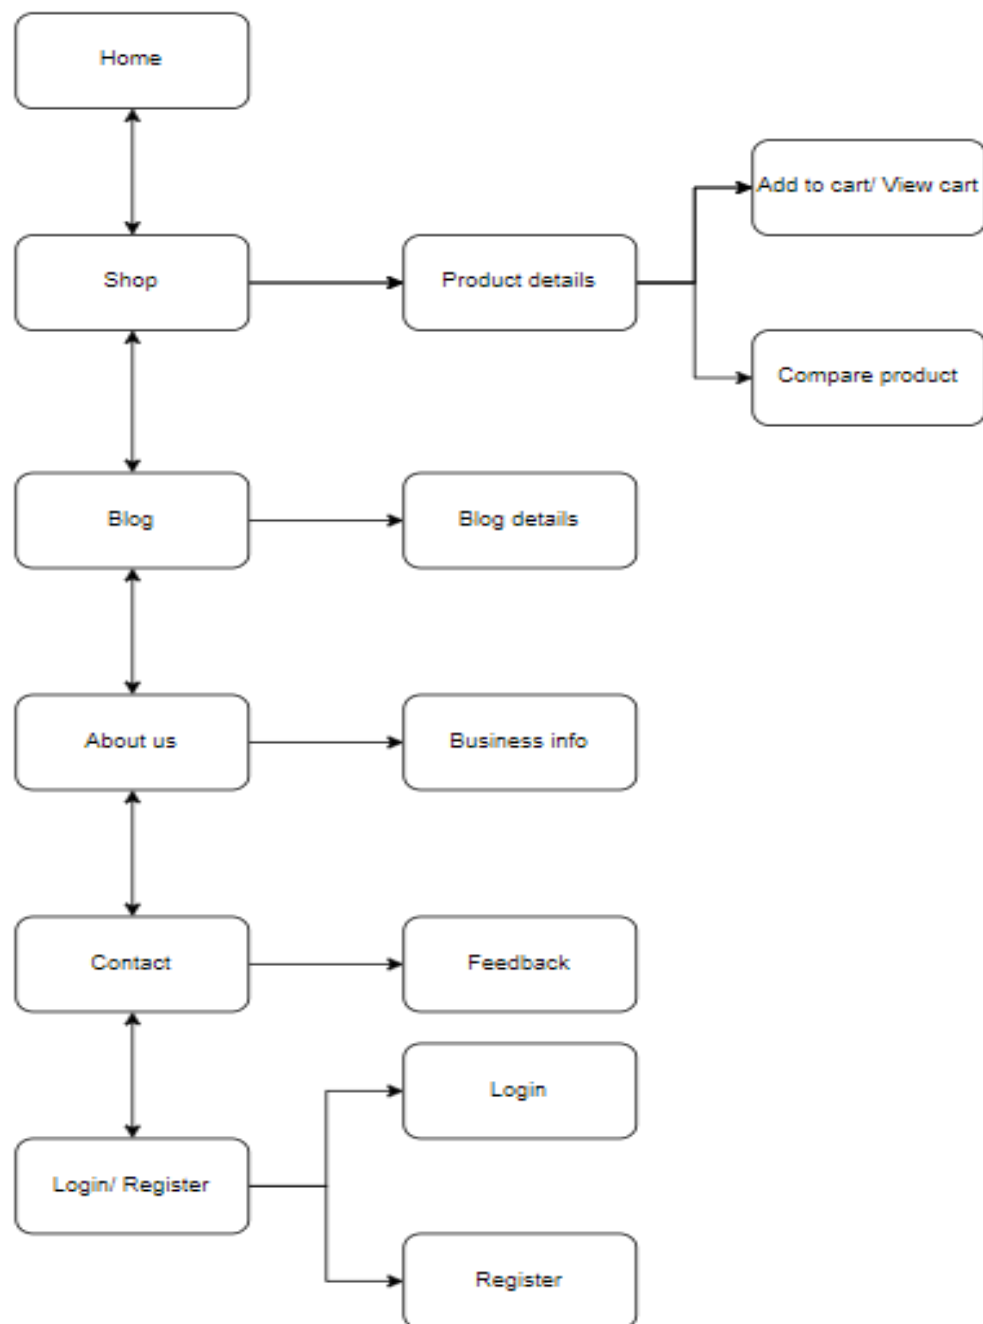 Home
Add to cart/ View cart
Shop
Product details
Compare product
Blog
Blog details
About us
Business info
Contact
Feedback
Login
Login/ Register
Register